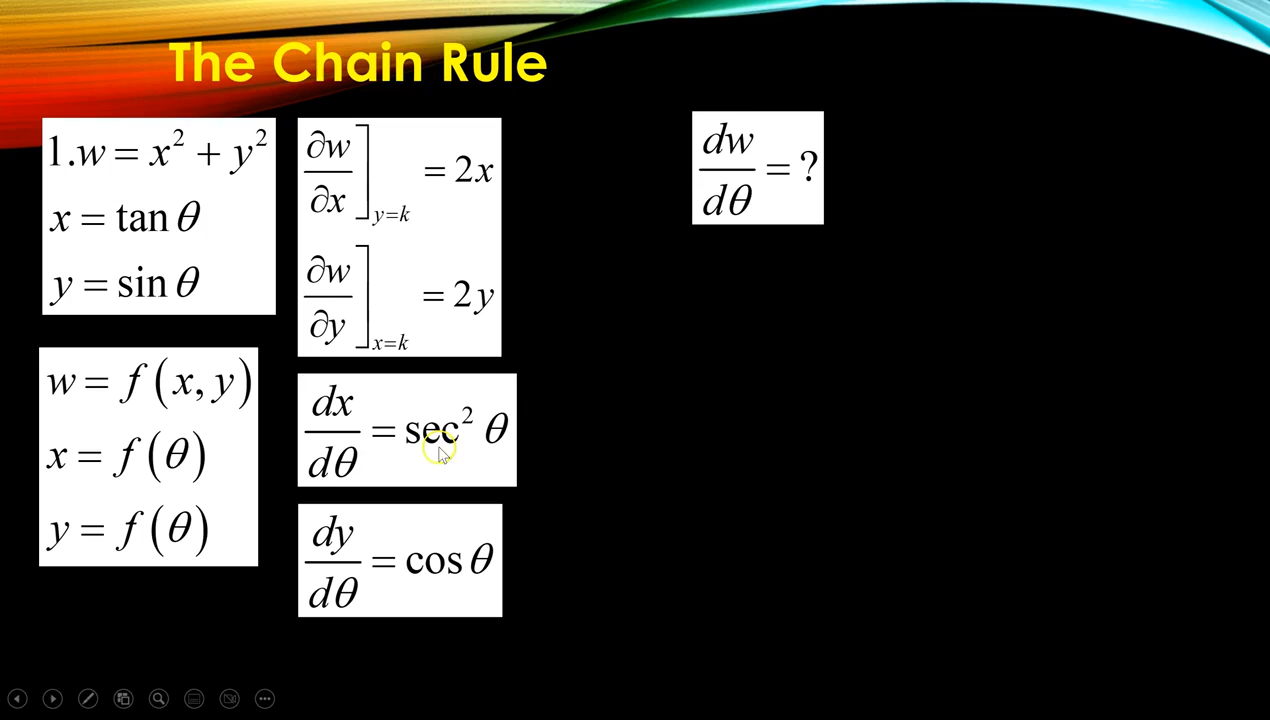 The Chain Rule
1. w = x² + y²
x = tan θ
y = sin θ
w = f(x, y)
x = f(θ)
y = f(θ)
∂w/∂x]_{y=k} = 2x
∂w/∂y]_{x=k} = 2y
dx/dθ = sec² θ
dy/dθ = cos θ
dw/dθ = ?